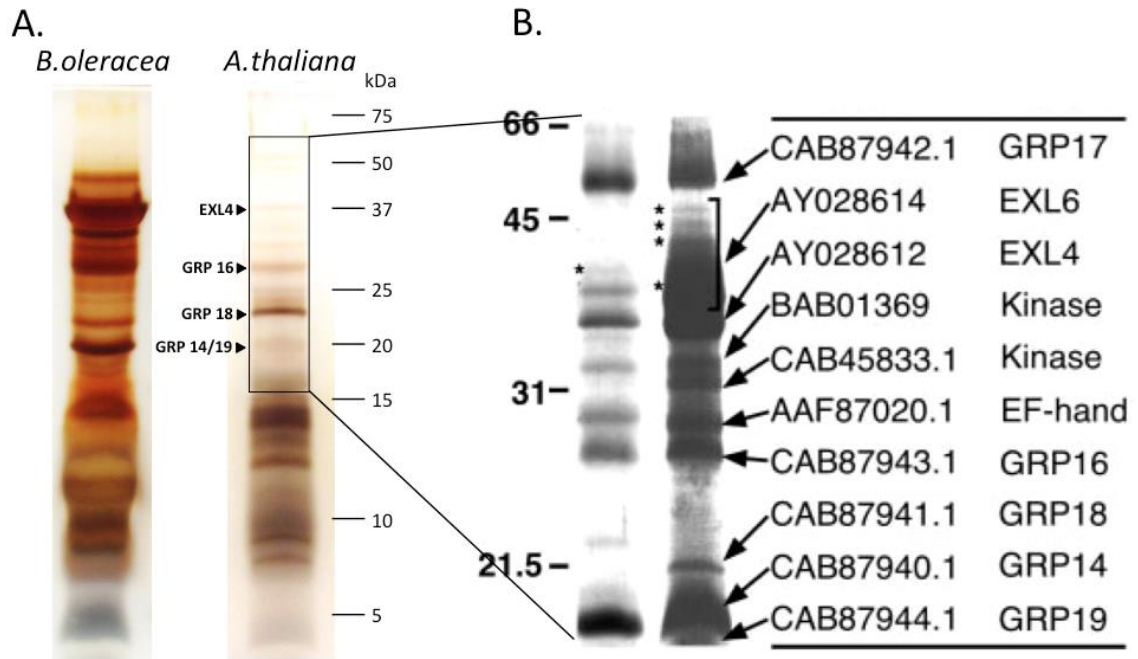 A.
B.oleracea A.thaliana
kDa
75
50
EXL4 37
GRP 16
25
GRP 18
GRP 14/19 20
15
10
5
B.
66
CAB87942.1 GRP17
AY028614 EXL6
45
*
*
*
AY028612 EXL4
*
*
BAB01369 Kinase
CAB45833.1 Kinase
31
AAF87020.1 EF-hand
CAB87943.1 GRP16
CAB87941.1 GRP18
21.5
CAB87940.1 GRP14
CAB87944.1 GRP19